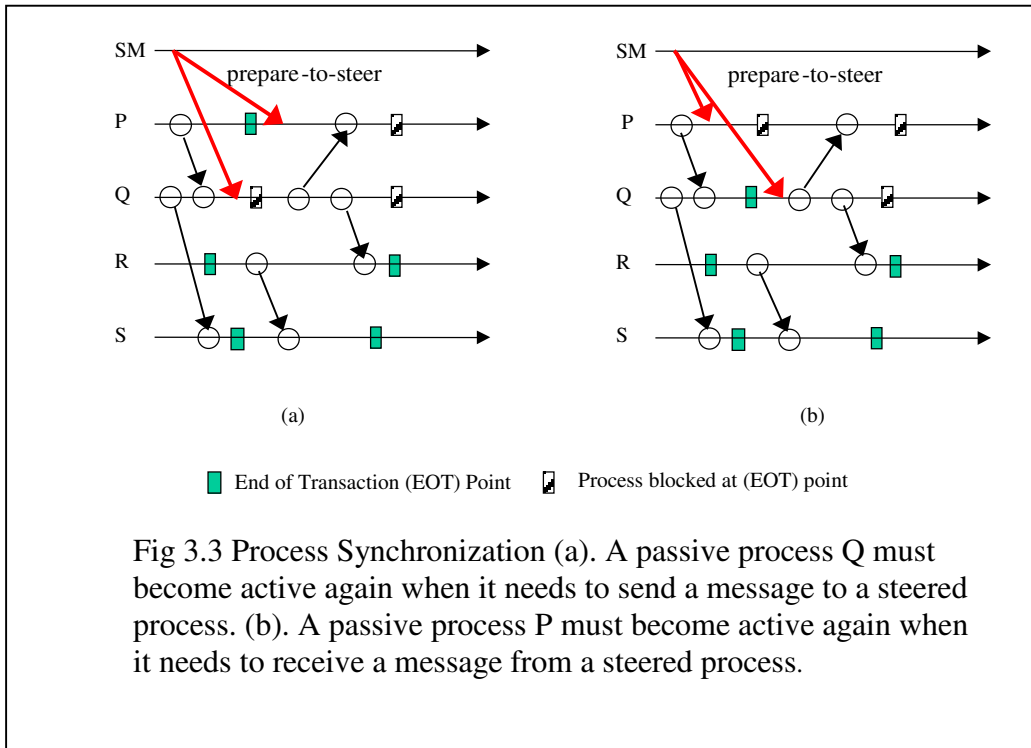 SM
prepare-to-steer
P
Q
R
S
(a)
SM
prepare-to-steer
P
Q
R
S
(b)
End of Transaction (EOT) Point
Process blocked at (EOT) point
Fig 3.3 Process Synchronization (a). A passive process Q must
become active again when it needs to send a message to a steered
process. (b). A passive process P must become active again when
it needs to receive a message from a steered process.